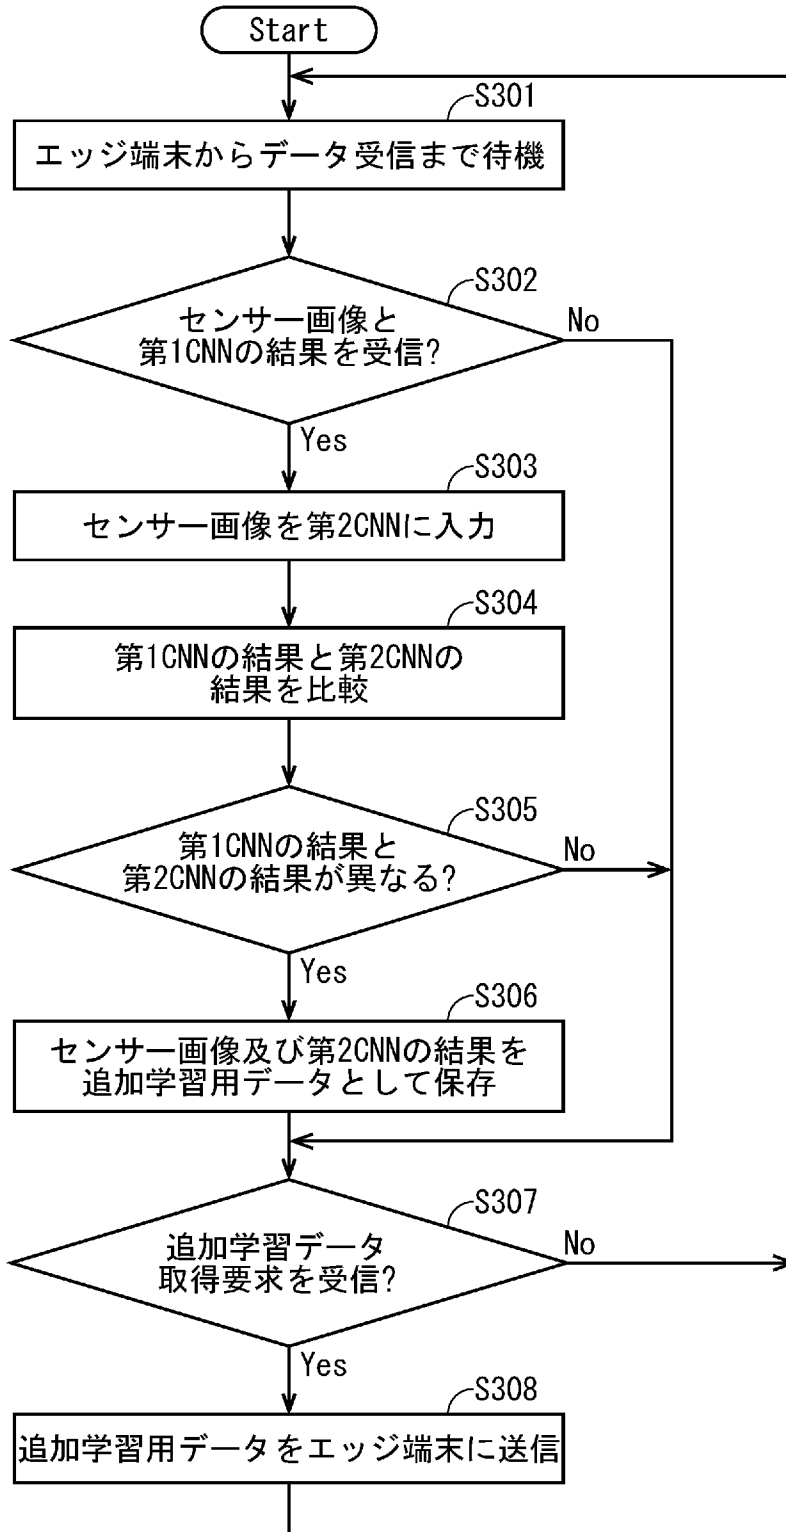 Start
S301
エッジ端末からデータ受信まで待機
S302
センサー画像と
第1CNNの結果を受信?
No
Yes
S303
センサー画像を第2CNNに入力
S304
第1CNNの結果と第2CNNの
結果を比較
S305
第1CNNの結果と
第2CNNの結果が異なる?
No
Yes
S306
センサー画像及び第2CNNの結果を
追加学習用データとして保存
S307
追加学習データ
取得要求を受信?
No
Yes
S308
追加学習用データをエッジ端末に送信